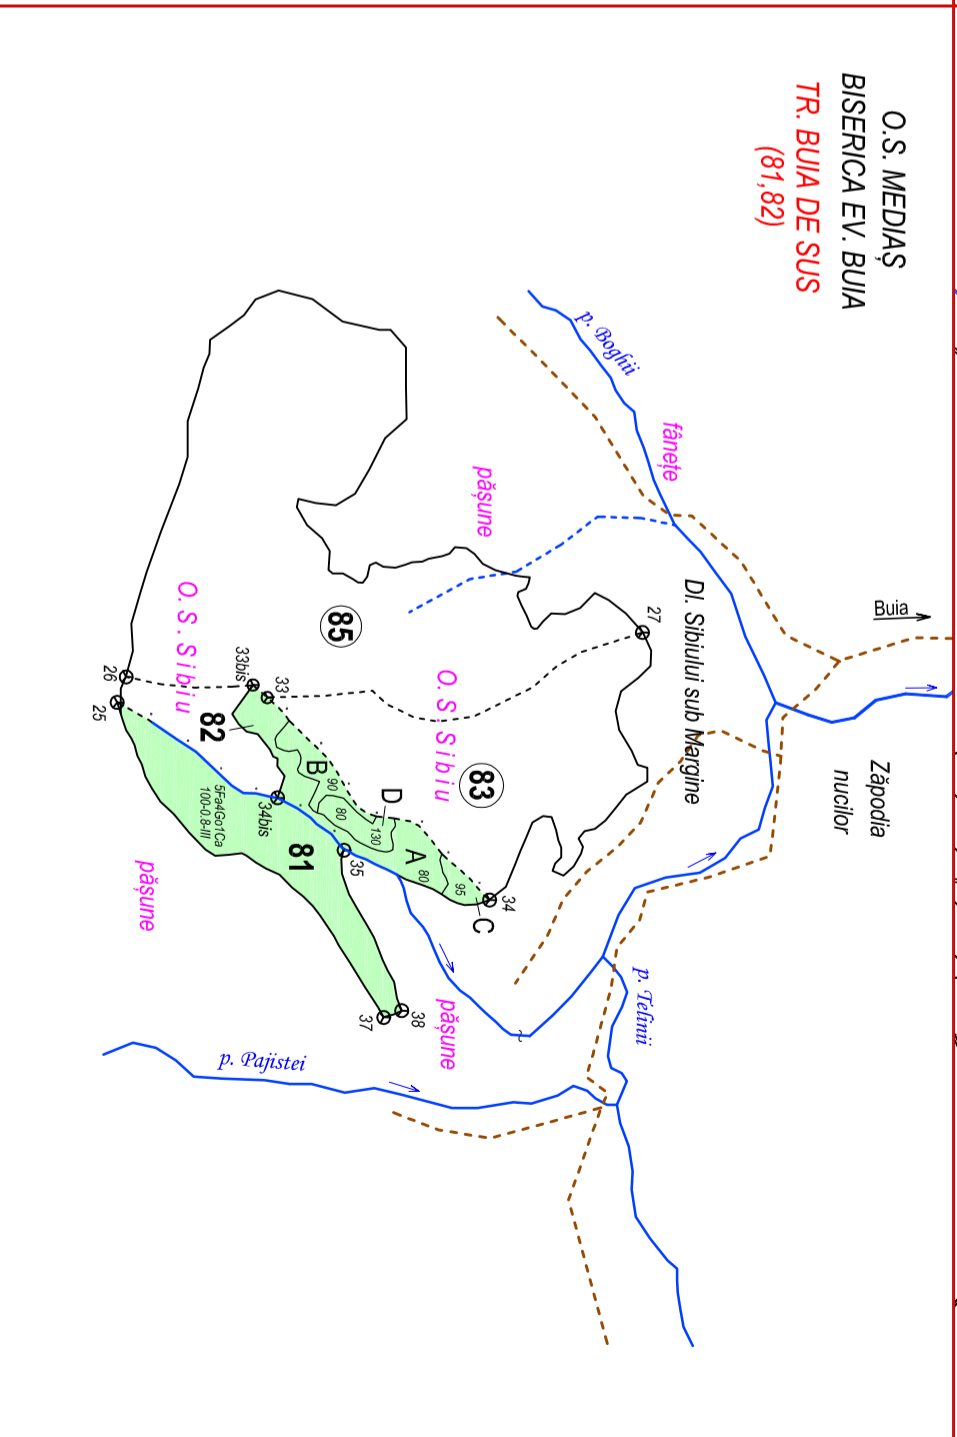 O.S. MEDIAȘ
BISERICA EV. BUIA
TR. BUIA DE SUS
(81,82)
p. Boghii
fânețe
pășune
Buia
Dl. Sibiului sub Margine
Zăpodia
nucilor
27
85
O.S.Sibiu
O.S.Sibiu
83
26
25
33bis
33
82
B
90
80
D
130
A
80
95
C
34
34bis
81
35
5Fa4Go1Ca
100-0.8-III
pășune
38
37
pășune
p. Telinii
p. Pajistei